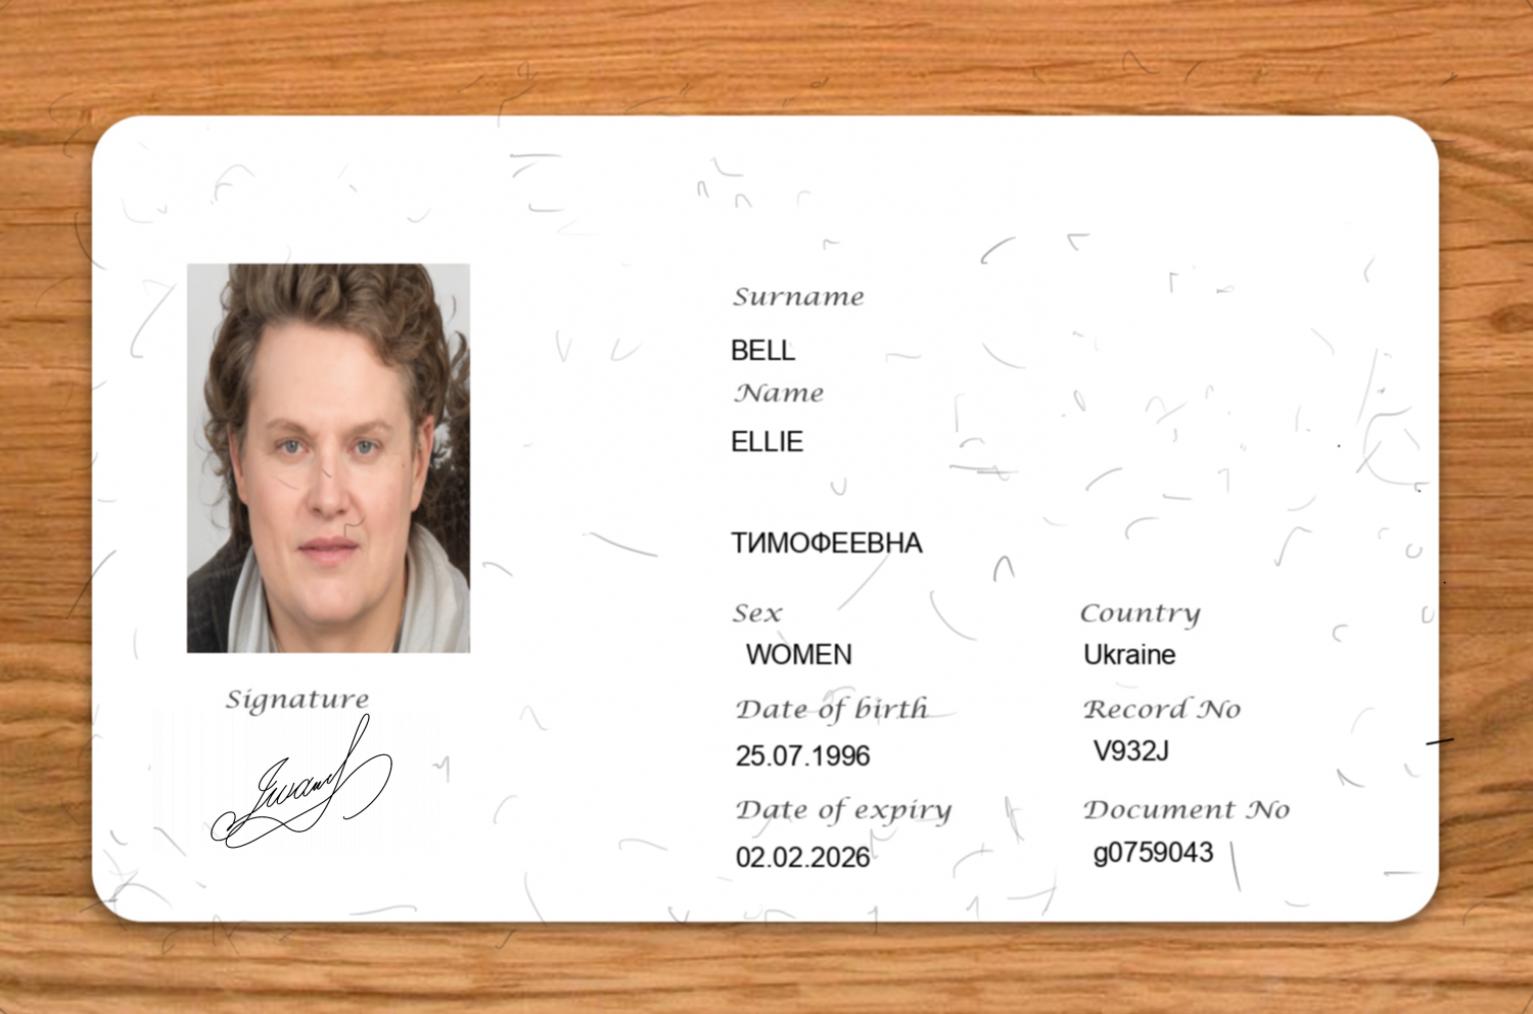 Surname
BELL
Name
ELLIE
ТИМОФЕЕВНА
Sex
Country
WOMEN
Ukraine
Date of birth
Record No
25.07.1996
V932J
Date of expiry
Document No
02.02.2026
g0759043
Signature